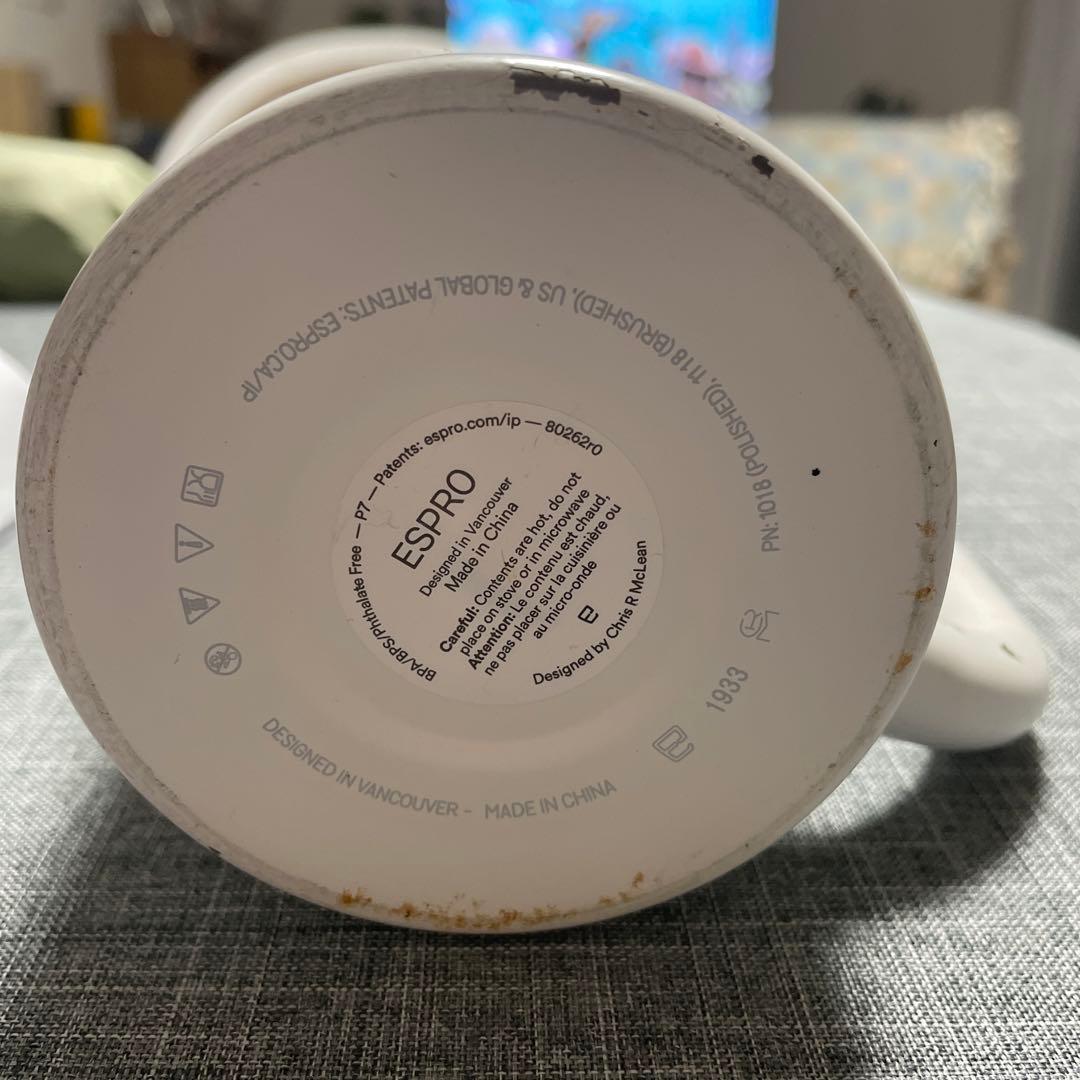 PN: 1018 (POLISHED), 1118 (BRUSHED), US & GLOBAL PATENTS: ESPRO.CA/IP
BPA/BPS/Phthalate Free — P7 — Patents: espro.com/ip — 80262r0
ESPRO
Designed in Vancouver
Made in China
Careful: Contents are hot, do not
place on stove or in microwave
Attention: Le contenu est chaud,
ne pas placer sur la cuisinière ou
au micro-onde
Designed by Chris R McLean
1933
DESIGNED IN VANCOUVER - MADE IN CHINA